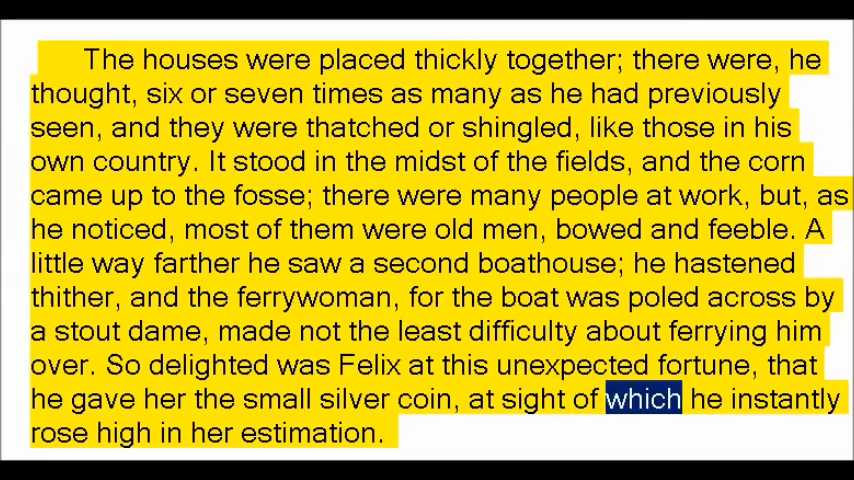 The houses were placed thickly together; there were, he
thought, six or seven times as many as he had previously
seen, and they were thatched or shingled, like those in his
own country. It stood in the midst of the fields, and the corn
came up to the fosse; there were many people at work, but, as
he noticed, most of them were old men, bowed and feeble. A
little way farther he saw a second boathouse; he hastened
thither, and the ferrywoman, for the boat was poled across by
a stout dame, made not the least difficulty about ferrying him
over. So delighted was Felix at this unexpected fortune, that
he gave her the small silver coin, at sight of which he instantly
rose high in her estimation.